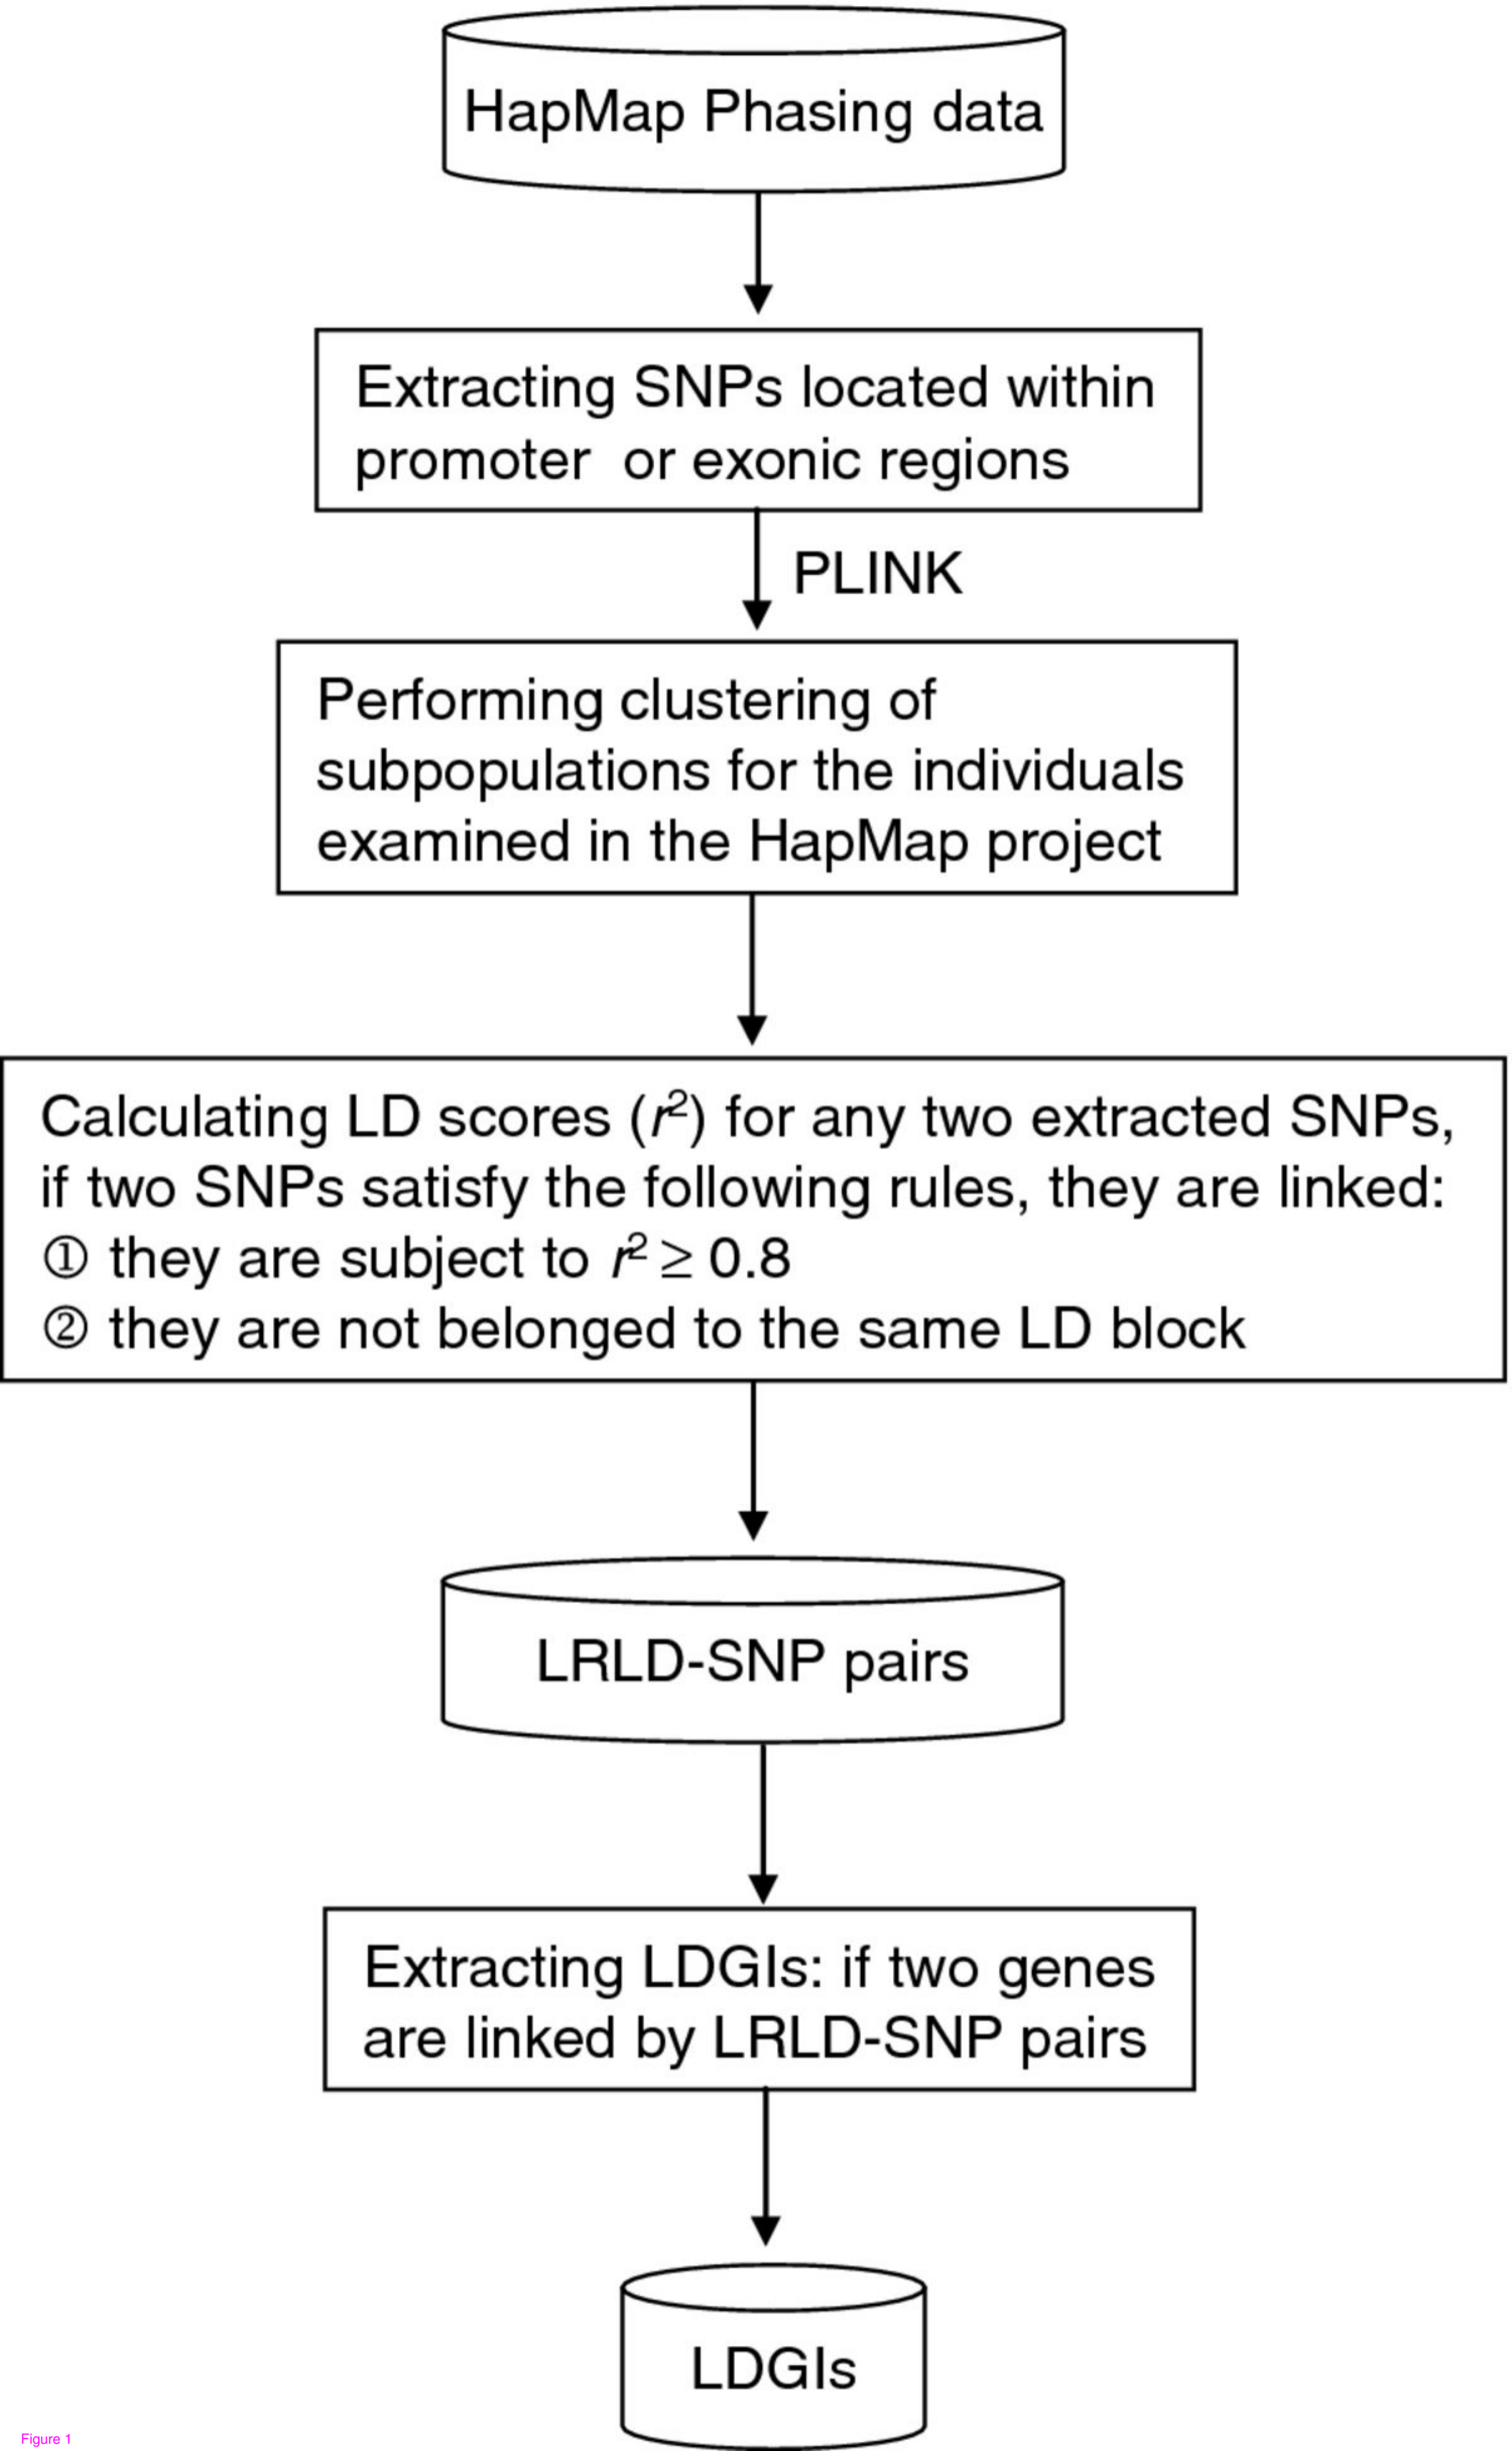 HapMap Phasing data
Extracting SNPs located within
promoter or exonic regions
PLINK
Performing clustering of
subpopulations for the individuals
examined in the HapMap project
Calculating LD scores (r²) for any two extracted SNPs,
if two SNPs satisfy the following rules, they are linked:
① they are subject to r² ≥ 0.8
② they are not belonged to the same LD block
LRLD-SNP pairs
Extracting LDGIs: if two genes
are linked by LRLD-SNP pairs
LDGIs
Figure 1